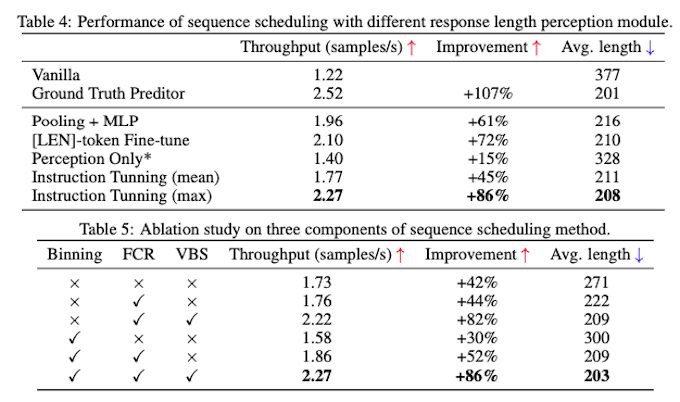 Table 4: Performance of sequence scheduling with different response length perception module.
Throughput (samples/s) ↑ Improvement ↑ Avg. length ↓
Vanilla 1.22 377
Ground Truth Preditor 2.52 +107% 201
Pooling + MLP 1.96 +61% 216
[LEN]-token Fine-tune 2.10 +72% 210
Perception Only* 1.40 +15% 328
Instruction Tunning (mean) 1.77 +45% 211
Instruction Tunning (max) 2.27 +86% 208
Table 5: Ablation study on three components of sequence scheduling method.
Binning FCR VBS Throughput (samples/s) ↑ Improvement ↑ Avg. length ↓
× × × 1.73 +42% 271
× ✓ × 1.76 +44% 222
× ✓ ✓ 2.22 +82% 209
✓ × × 1.58 +30% 300
✓ ✓ × 1.86 +52% 209
✓ ✓ ✓ 2.27 +86% 203